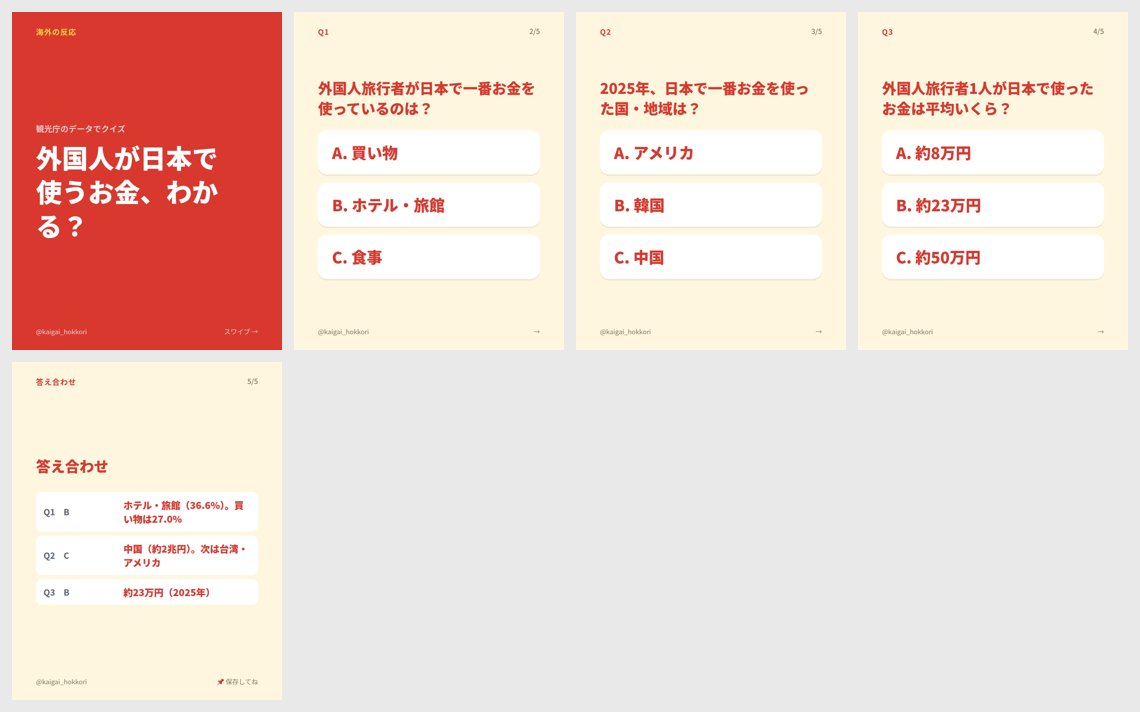 海外の反応
観光庁のデータでクイズ
外国人が日本で
使うお金、わか
る？
@kaigai_hokkori
スワイプ →
Q1
2/5
外国人旅行者が日本で一番お金を
使っているのは？
A. 買い物
B. ホテル・旅館
C. 食事
@kaigai_hokkori
→
Q2
3/5
2025年、日本で一番お金を使っ
た国・地域は？
A. アメリカ
B. 韓国
C. 中国
@kaigai_hokkori
→
Q3
4/5
外国人旅行者1人が日本で使った
お金は平均いくら？
A. 約8万円
B. 約23万円
C. 約50万円
@kaigai_hokkori
→
答え合わせ
5/5
答え合わせ
Q1 B
ホテル・旅館（36.6%）。買
い物は27.0%
Q2 C
中国（約2兆円）。次は台湾・
アメリカ
Q3 B
約23万円（2025年）
@kaigai_hokkori
📌 保存してね